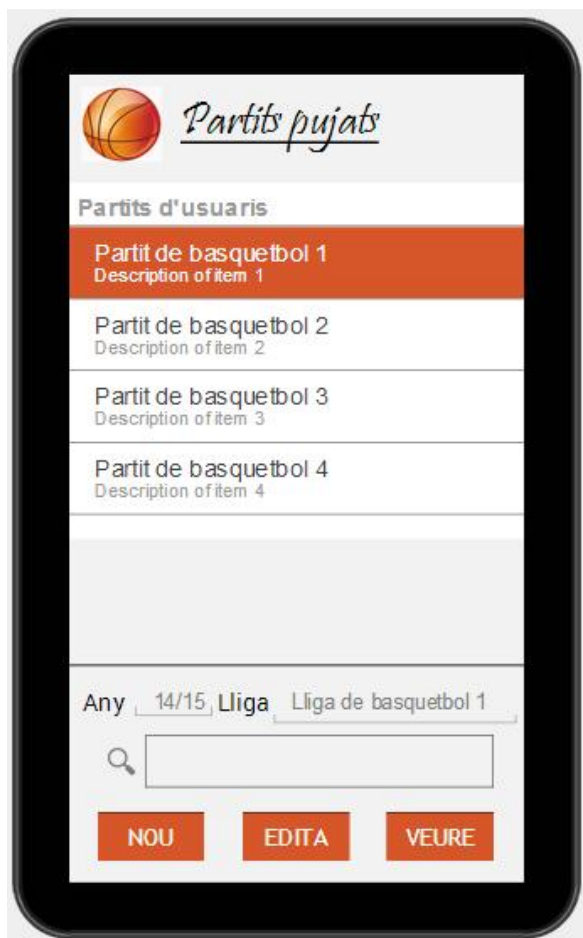 Partits pujats
Partits d'usuaris
Partit de basquetbol 1
Description of item 1
Partit de basquetbol 2
Description of item 2
Partit de basquetbol 3
Description of item 3
Partit de basquetbol 4
Description of item 4
Any 14/15 Lliga Lliga de basquetbol 1
NOU EDITA VEURE